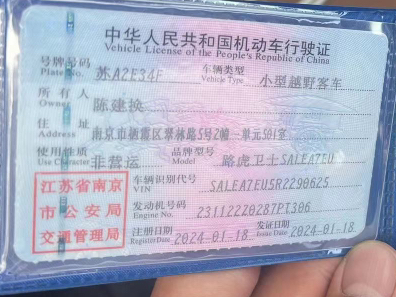 中华人民共和国机动车行驶证
Vehicle License of the People's Republic of China
号牌号码 苏A2E34F 车辆类型 小型越野客车
Plate No. Vehicle Type
所有人 陈建换
Owner
住址 南京市栖霞区翠林路5号2幢一单元501室
Address
使用性质 非营运 品牌型号 路虎卫士SALEA7EU
Use Character Model
江苏省南京
市公安局
交通管理局
车辆识别代号 SALEA7EU5R2290625
VIN
发动机号码 23112220287PT306
Engine No.
注册日期 2024-01-18 发证日期 2024-01-18
Register Date Issue Date